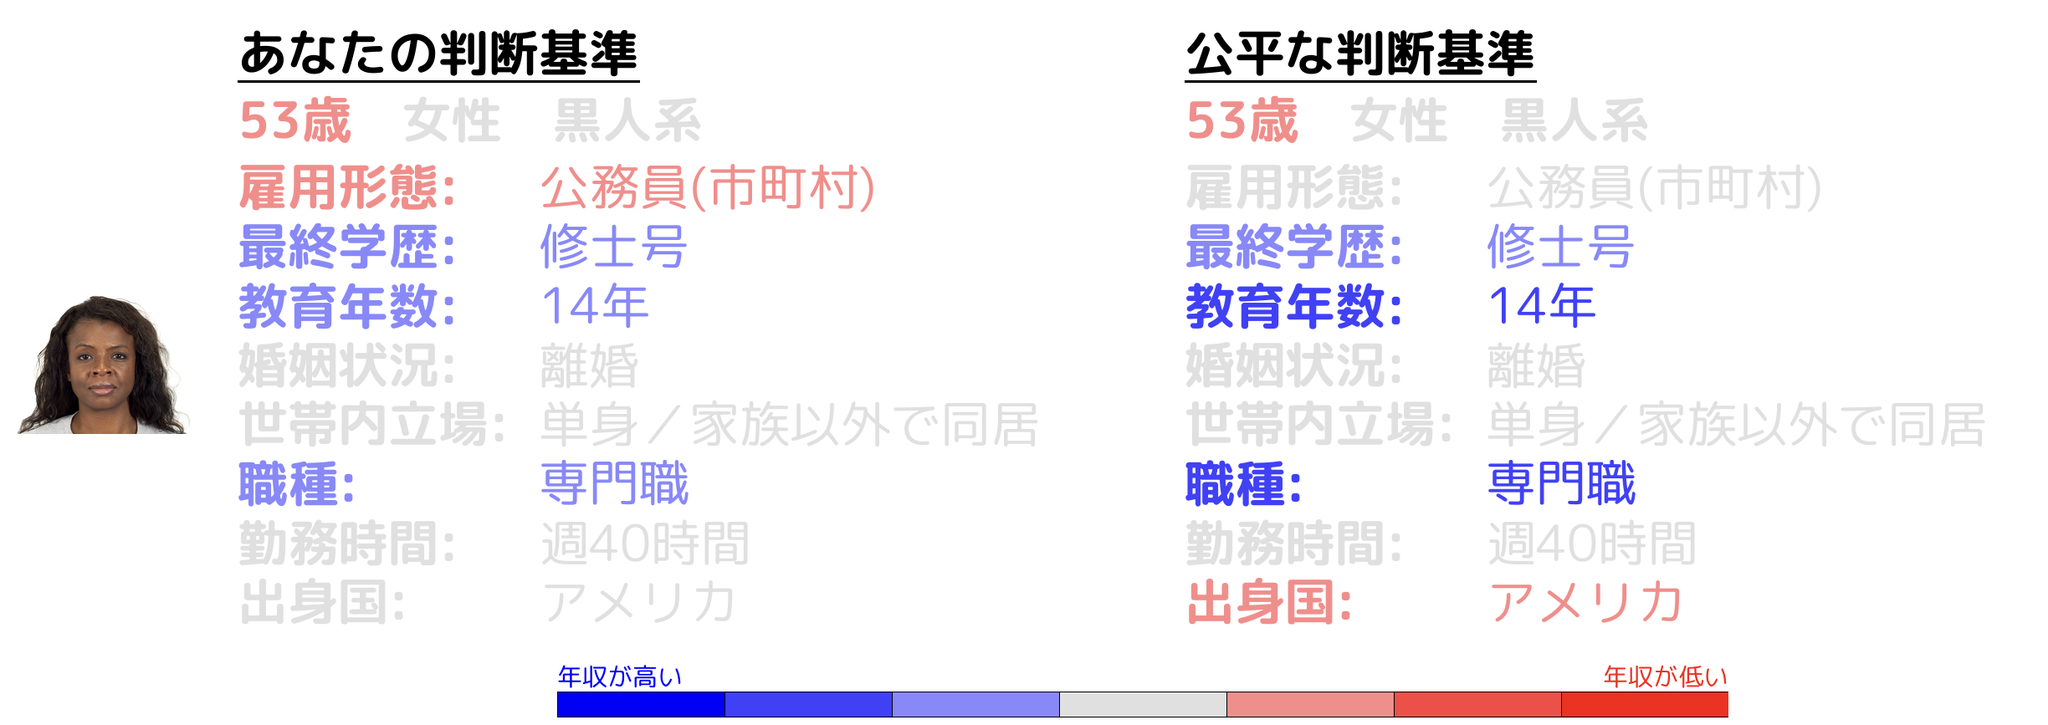 あなたの判断基準
53歳 女性 黒人系
雇用形態: 公務員(市町村)
最終学歴: 修士号
教育年数: 14年
婚姻状況: 離婚
世帯内立場: 単身／家族以外で同居
職種: 専門職
勤務時間: 週40時間
出身国: アメリカ
公平な判断基準
53歳 女性 黒人系
雇用形態: 公務員(市町村)
最終学歴: 修士号
教育年数: 14年
婚姻状況: 離婚
世帯内立場: 単身／家族以外で同居
職種: 専門職
勤務時間: 週40時間
出身国: アメリカ
年収が高い
年収が低い